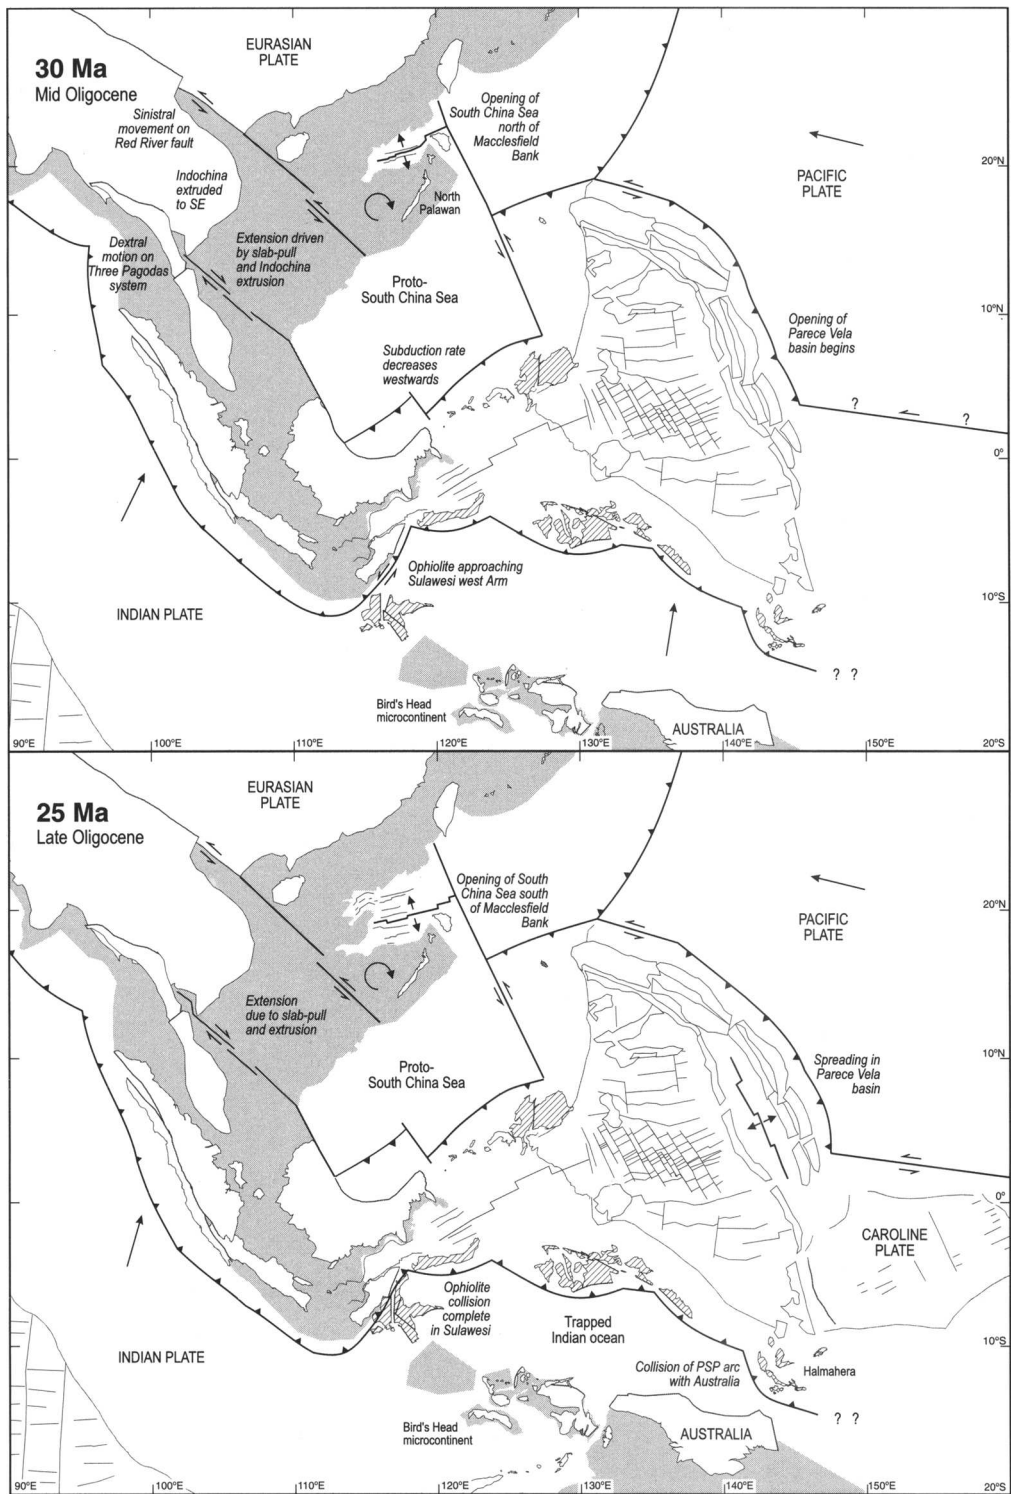 30 Ma
Mid Oligocene
EURASIAN
PLATE
Sinistral
movement on
Red River fault
Opening of
South China Sea
north of
Macclesfield
Bank
Indochina
extruded
to SE
North
Palawan
PACIFIC
PLATE
20°N
Dextral
motion on
Three Pagodas
system
Extension driven
by slab-pull
and Indochina
extrusion
Proto-
South China Sea
10°N
Opening of
Parece Vela
basin begins
Subduction rate
decreases
westwards
? ?
0°
Ophiolite approaching
Sulawesi west Arm
INDIAN PLATE
10°S
? ?
Bird's Head
microcontinent
AUSTRALIA
90°E 100°E 110°E 120°E 130°E 140°E 150°E 20°S
25 Ma
Late Oligocene
EURASIAN
PLATE
Opening of South
China Sea south
of Macclesfield
Bank
PACIFIC
PLATE
20°N
Extension
due to slab-pull
and extrusion
Proto-
South China Sea
10°N
Spreading in
Parece Vela
basin
0°
CAROLINE
PLATE
Ophiolite
collision
complete
in Sulawesi
Trapped
Indian ocean
10°S
INDIAN PLATE
Collision of PSP arc
with Australia
Halmahera
? ?
Bird's Head
microcontinent
AUSTRALIA
90°E 100°E 110°E 120°E 130°E 140°E 150°E 20°S